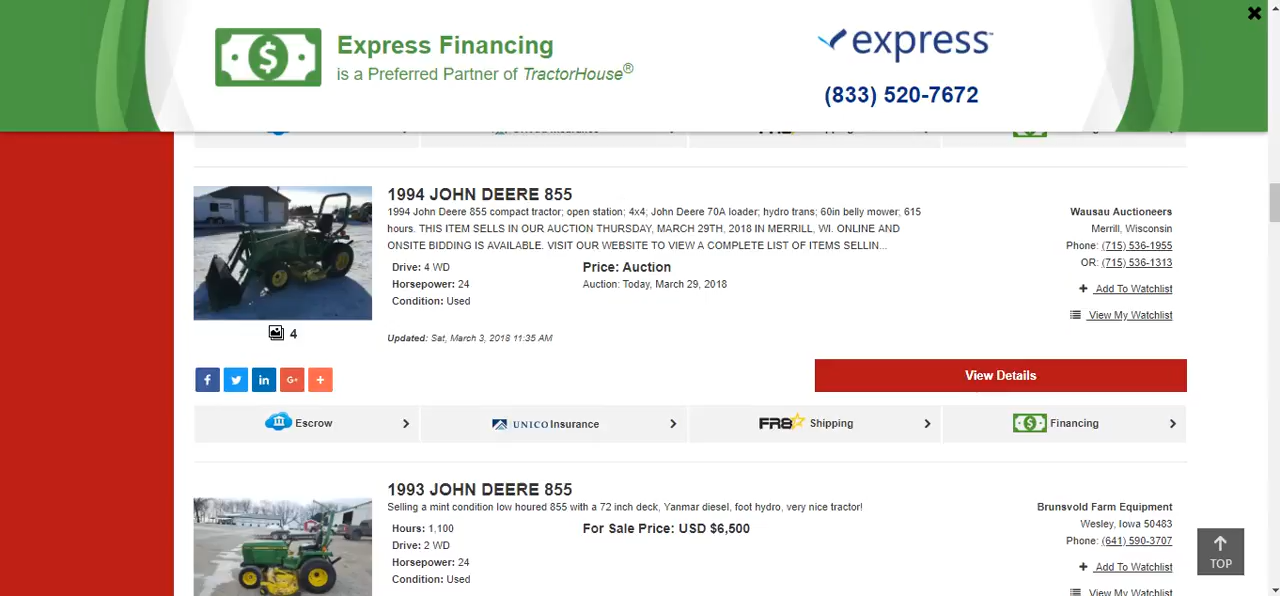 Express Financing
is a Preferred Partner of TractorHouse®
express™
(833) 520-7672
1994 JOHN DEERE 855
1994 John Deere 855 compact tractor; open station; 4x4; John Deere 70A loader; hydro trans; 60in belly mower; 615
hours. THIS ITEM SELLS IN OUR AUCTION THURSDAY, MARCH 29TH, 2018 IN MERRILL, WI. ONLINE AND
ONSITE BIDDING IS AVAILABLE. VISIT OUR WEBSITE TO VIEW A COMPLETE LIST OF ITEMS SELLIN...
Drive: 4 WD
Horsepower: 24
Condition: Used
Price: Auction
Auction: Today, March 29, 2018
Updated: Sat, March 3, 2018 11:35 AM
Wausau Auctioneers
Merrill, Wisconsin
Phone: (715) 536-1955
OR: (715) 536-1313
+ Add To Watchlist
View My Watchlist
4
View Details
Escrow
UNICO Insurance
FR8 Shipping
Financing
1993 JOHN DEERE 855
Selling a mint condition low houred 855 with a 72 inch deck, Yanmar diesel, foot hydro, very nice tractor!
Hours: 1,100
Drive: 2 WD
Horsepower: 24
Condition: Used
For Sale Price: USD $6,500
Brunsvold Farm Equipment
Wesley, Iowa 50483
Phone: (641) 590-3707
+ Add To Watchlist
View My Watchlist
TOP